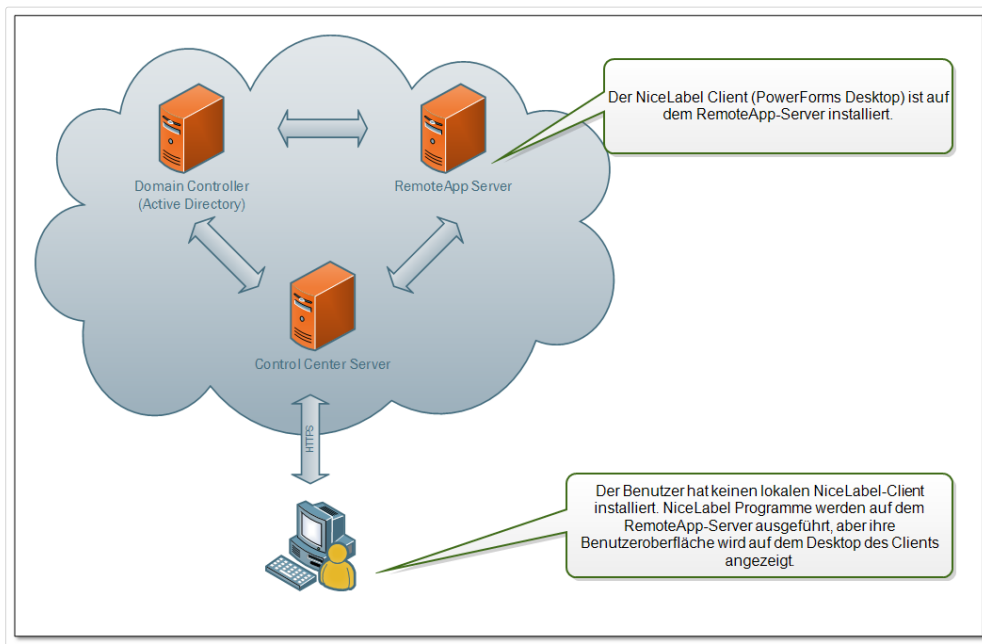 Der NiceLabel Client (PowerForms Desktop) ist auf
dem RemoteApp-Server installiert.
Domain Controller
(Active Directory)
RemoteApp Server
Control Center Server
HTTPS
Der Benutzer hat keinen lokalen NiceLabel-Client
installiert. NiceLabel Programme werden auf dem
RemoteApp-Server ausgeführt, aber ihre
Benutzeroberfläche wird auf dem Desktop des Clients
angezeigt.